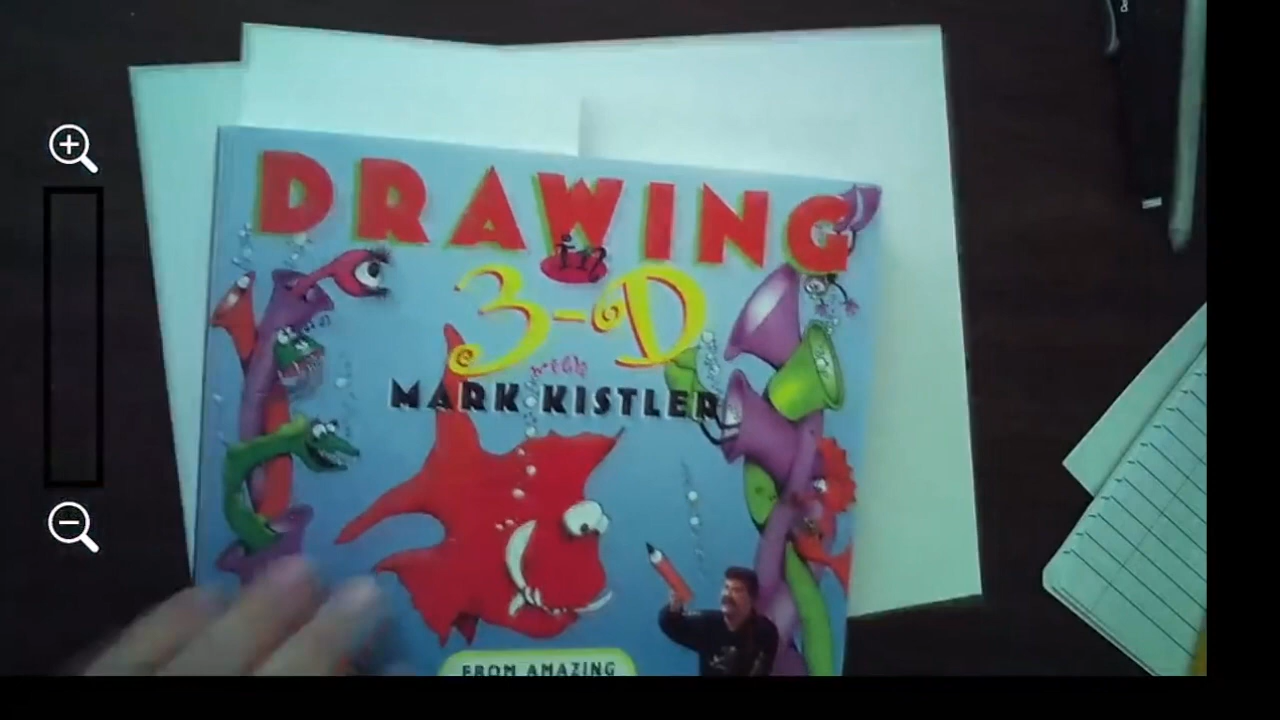 DRAWING
in
3-D
with
MARK KISTLER
FROM AMAZING